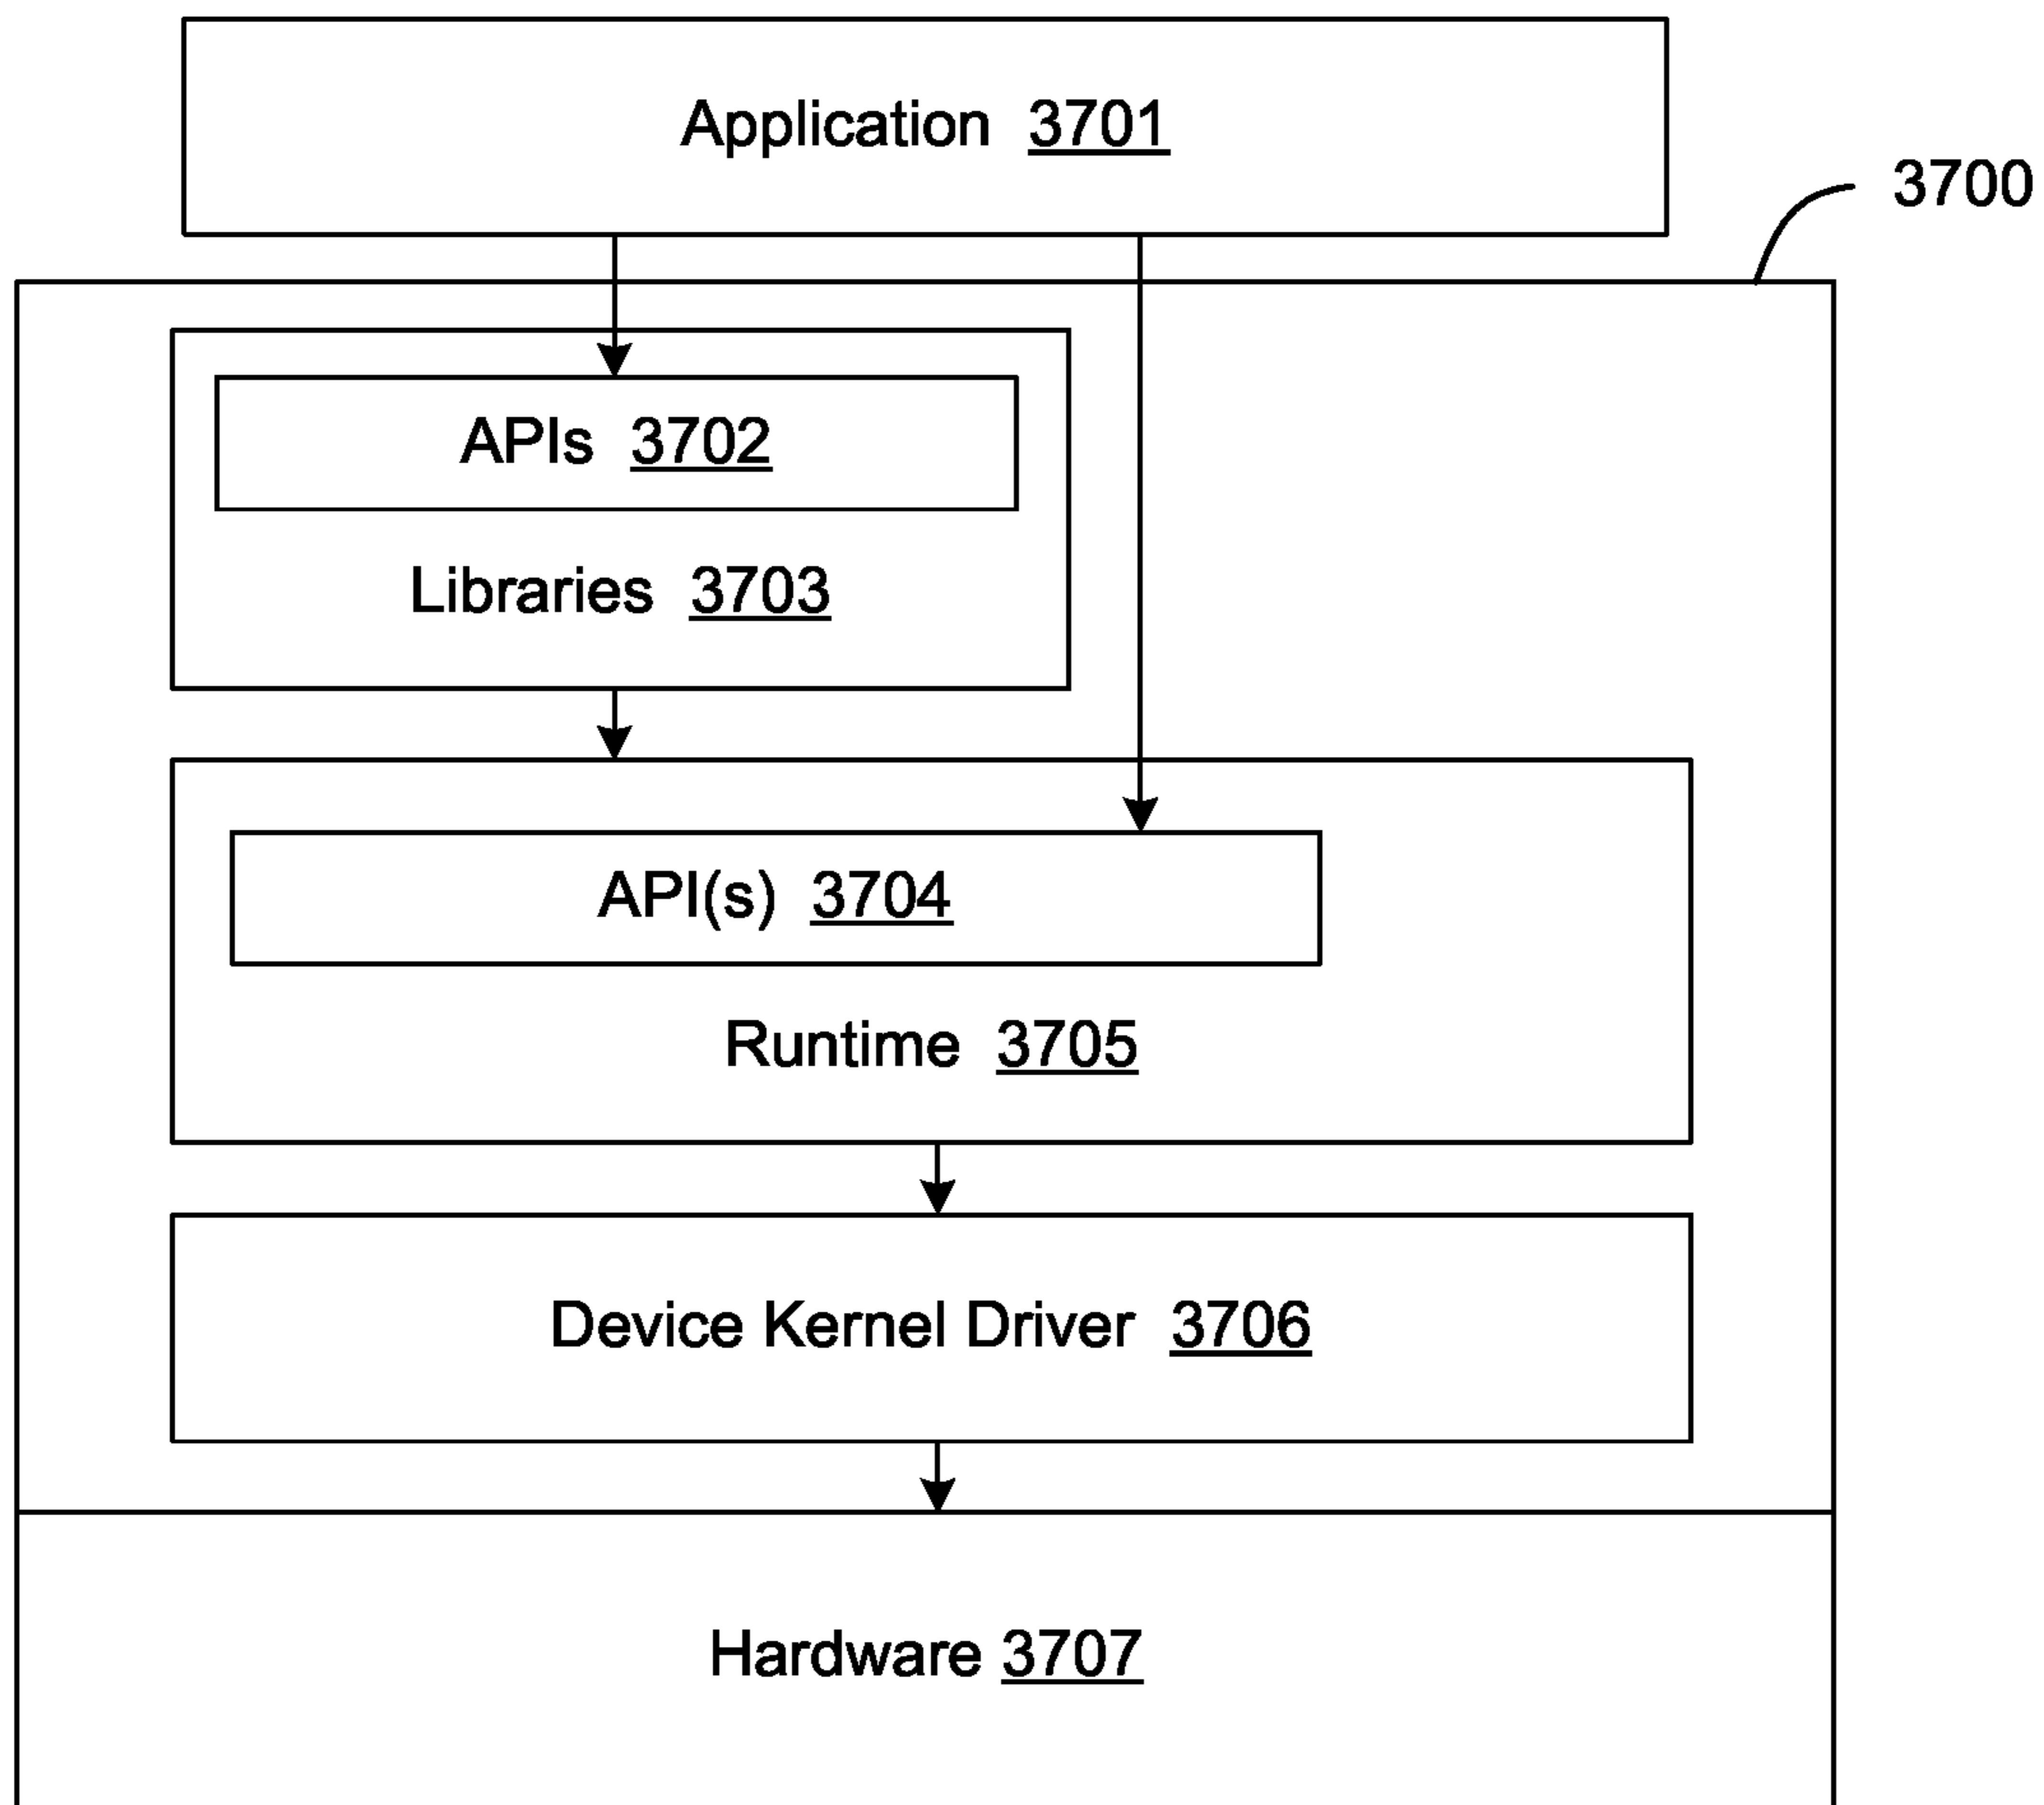 Application 3701
3700
APIs 3702
Libraries 3703
API(s) 3704
Runtime 3705
Device Kernel Driver 3706
Hardware 3707